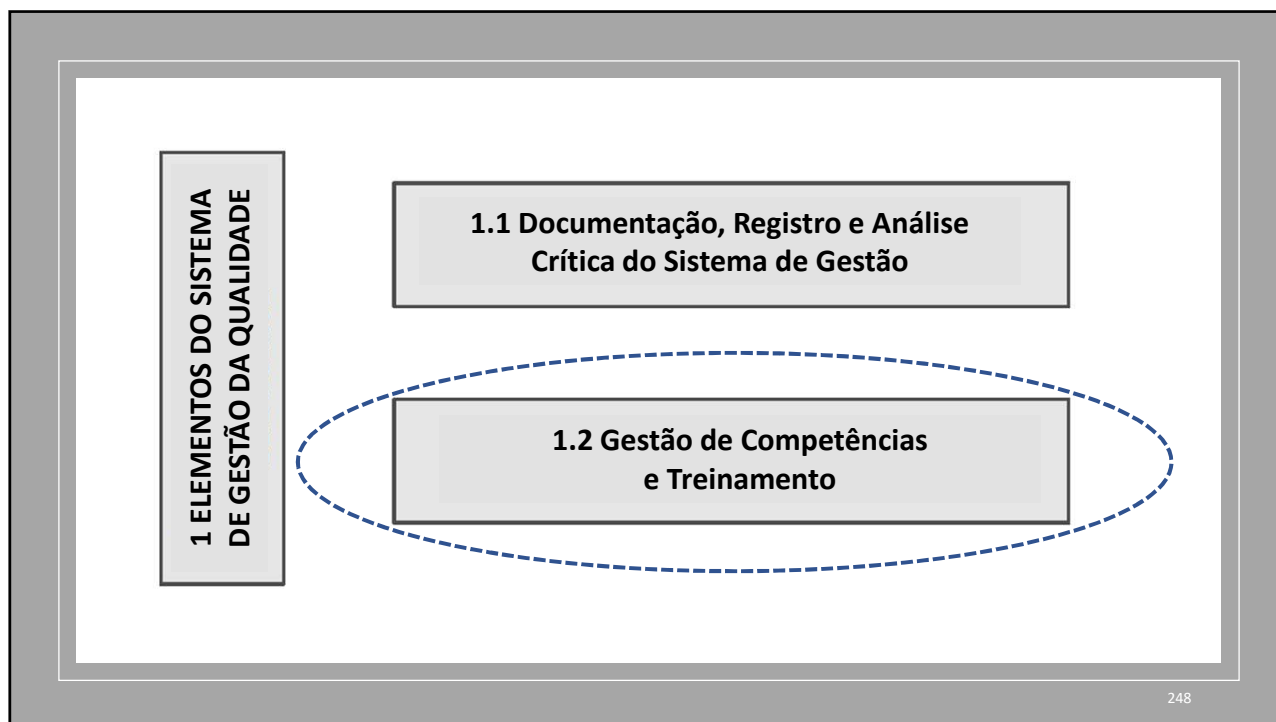 1 ELEMENTOS DO SISTEMA
DE GESTÃO DA QUALIDADE
1.1 Documentação, Registro e Análise
Crítica do Sistema de Gestão
1.2 Gestão de Competências
e Treinamento
248